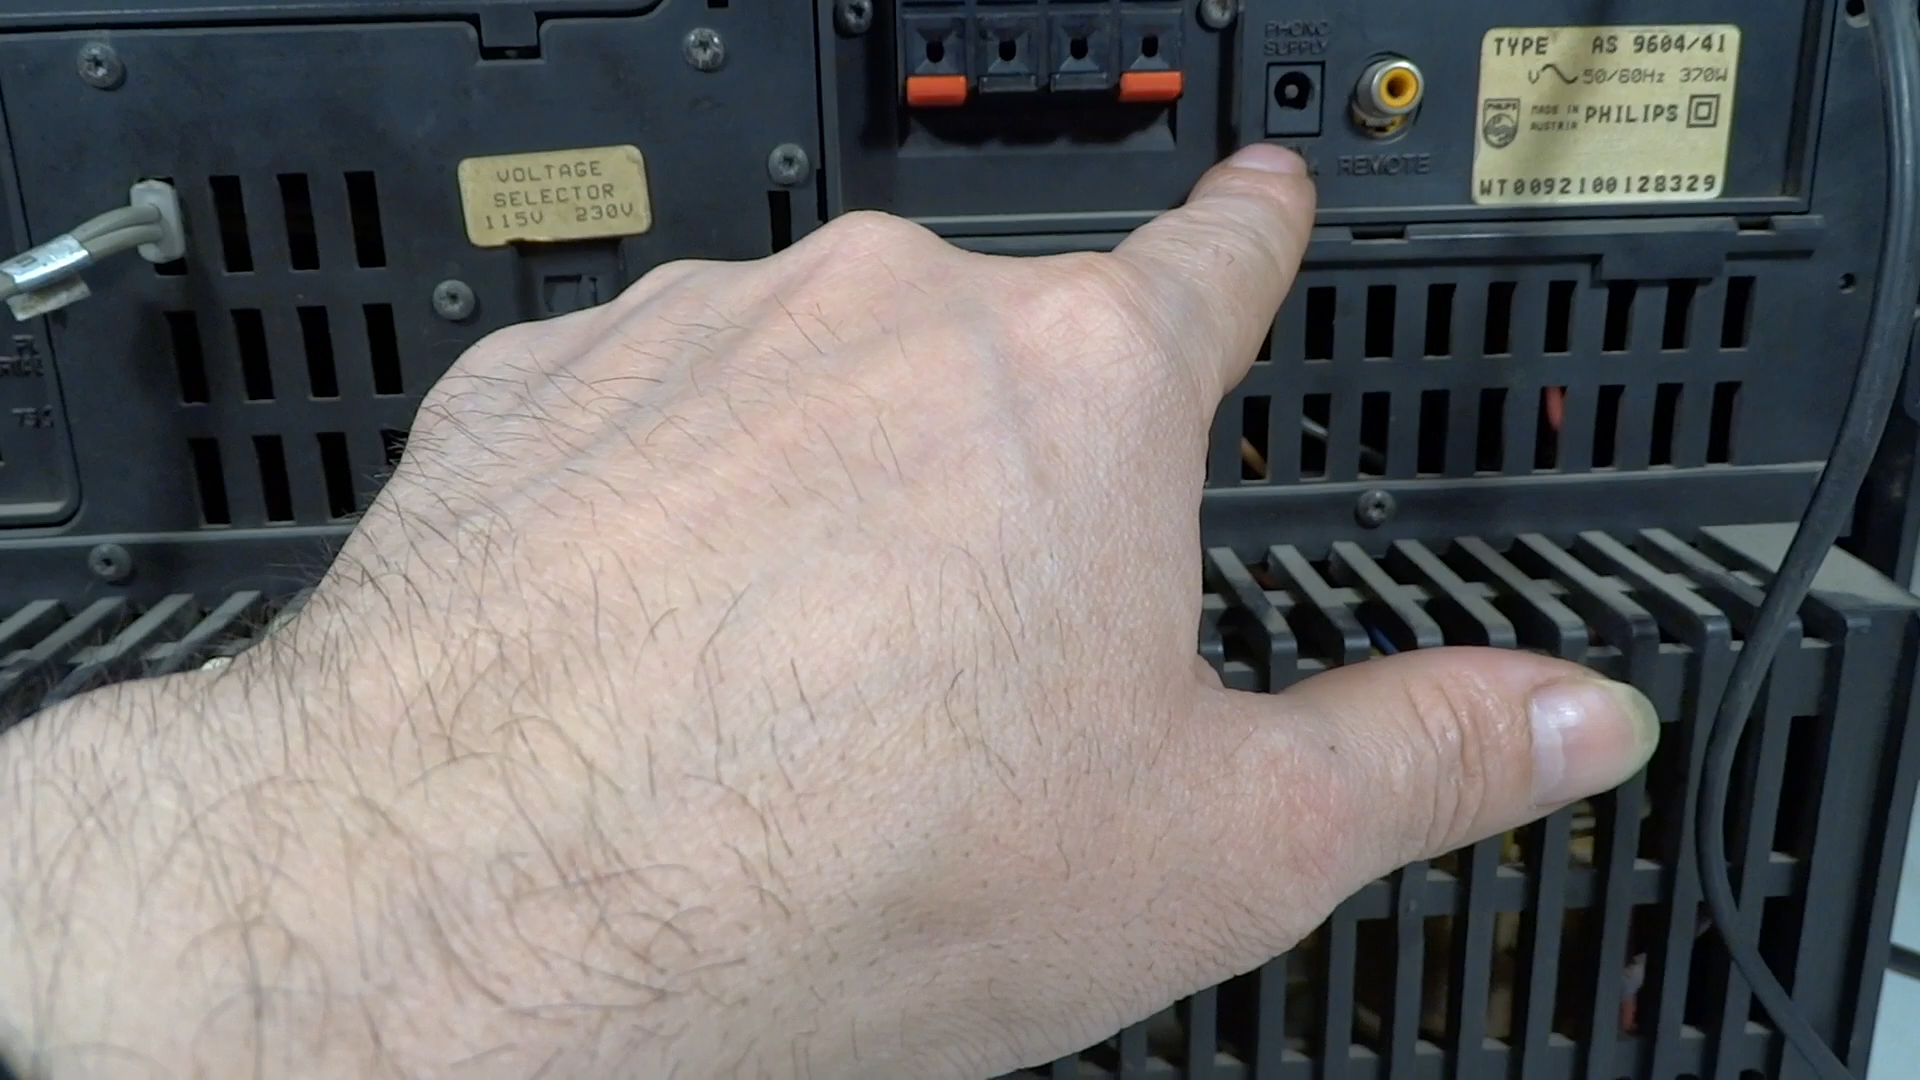 PHONO
SUPPLY
REMOTE
TYPE AS 9604/41
V 50/60Hz 370W
PHILIPS
MADE IN
AUSTRIA
PHILIPS
WT0092100128329
VOLTAGE
SELECTOR
115V 230V